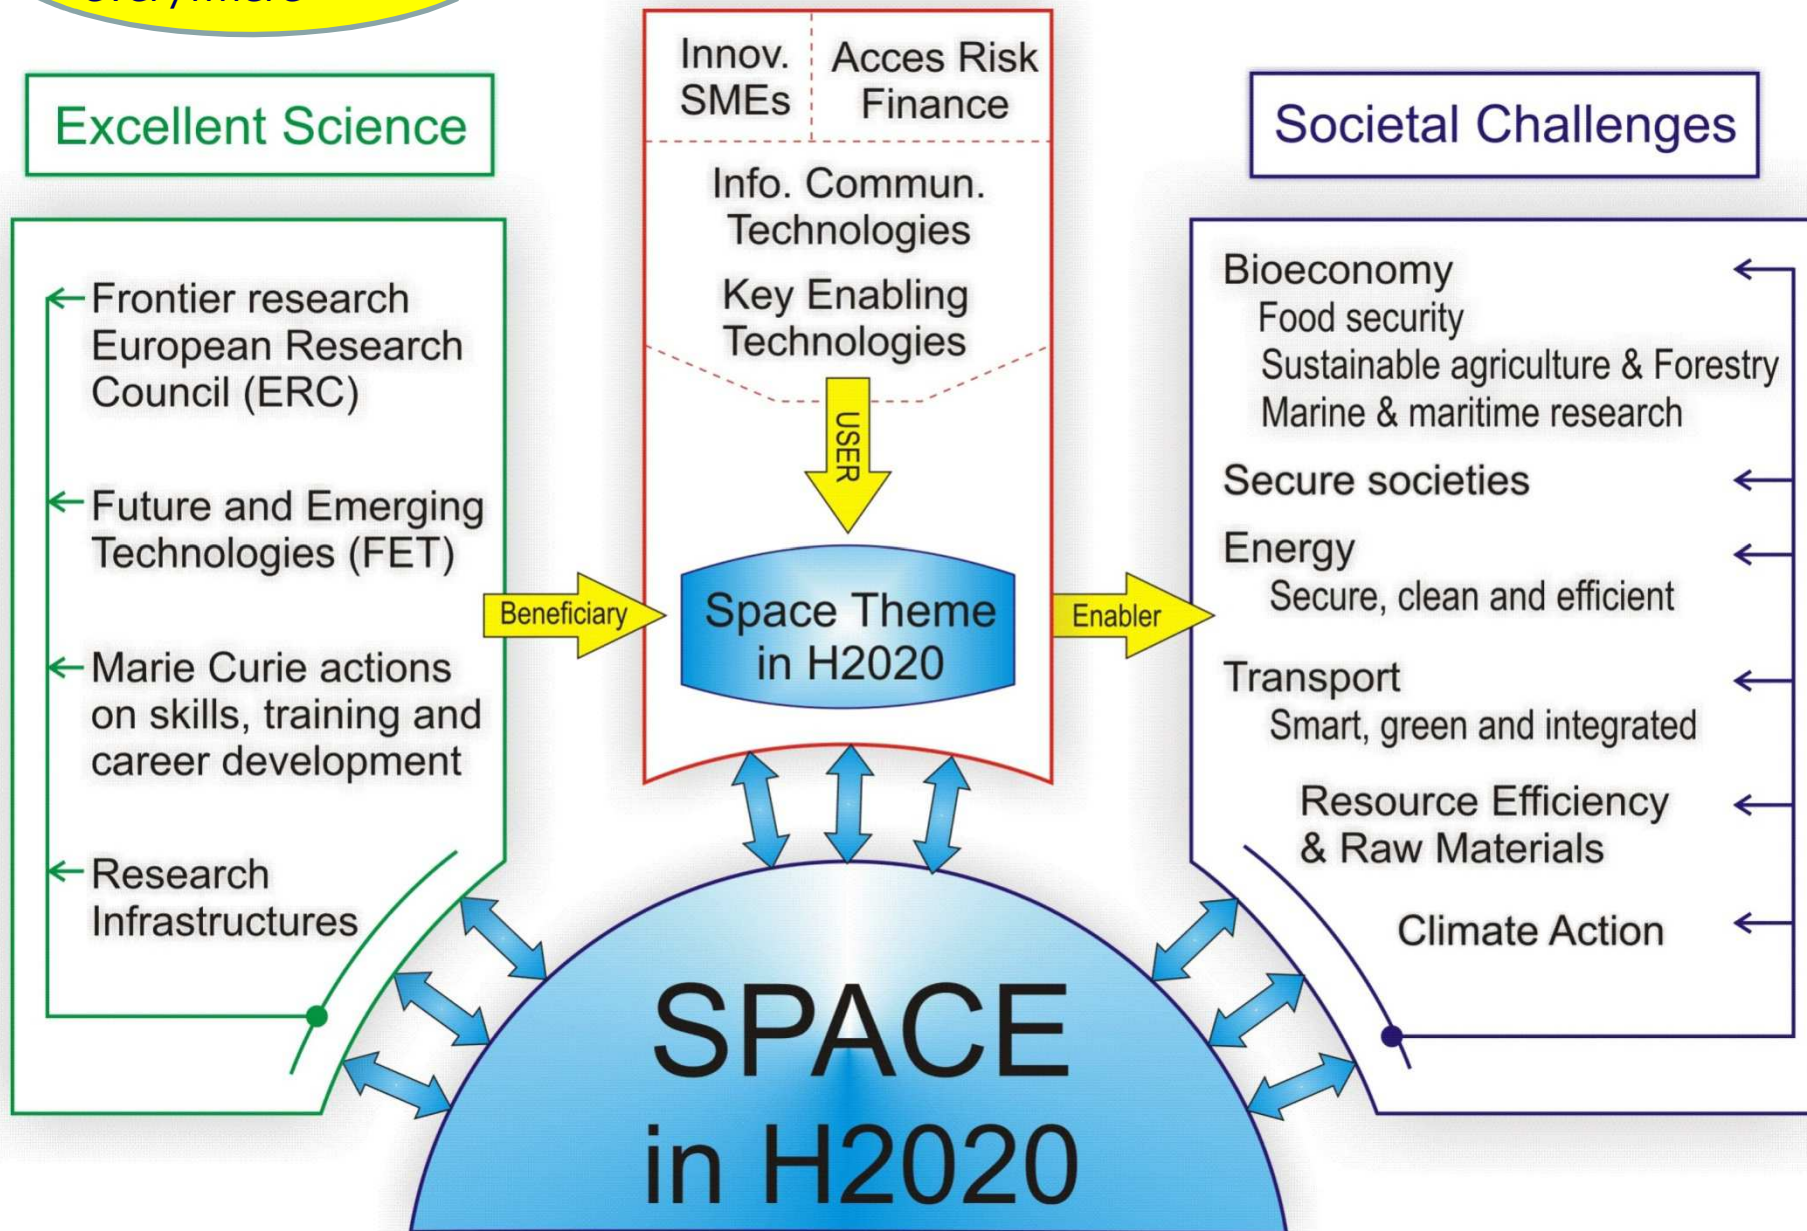 everywhere
Excellent Science
Frontier research
European Research
Council (ERC)
Future and Emerging
Technologies (FET)
Marie Curie actions
on skills, training and
career development
Research
Infrastructures
Beneficiary
Innov.
SMEs
Acces Risk
Finance
Info. Commun.
Technologies
Key Enabling
Technologies
USER
Space Theme
in H2020
Enabler
Societal Challenges
Bioeconomy
Food security
Sustainable agriculture & Forestry
Marine & maritime research
Secure societies
Energy
Secure, clean and efficient
Transport
Smart, green and integrated
Resource Efficiency
& Raw Materials
Climate Action
SPACE
in H2020